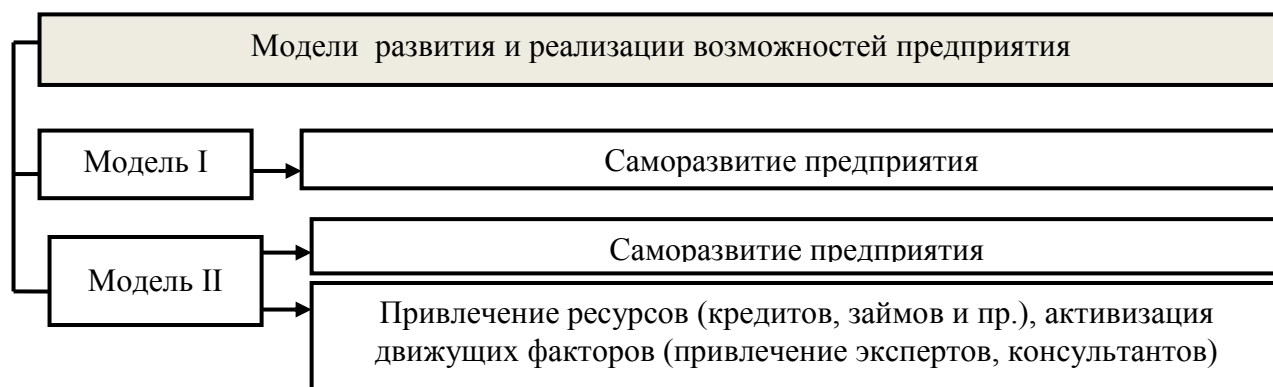 Модели развития и реализации возможностей предприятия
Модель I
Саморазвитие предприятия
Модель II
Саморазвитие предприятия
Привлечение ресурсов (кредитов, займов и пр.), активизация
движущих факторов (привлечение экспертов, консультантов)